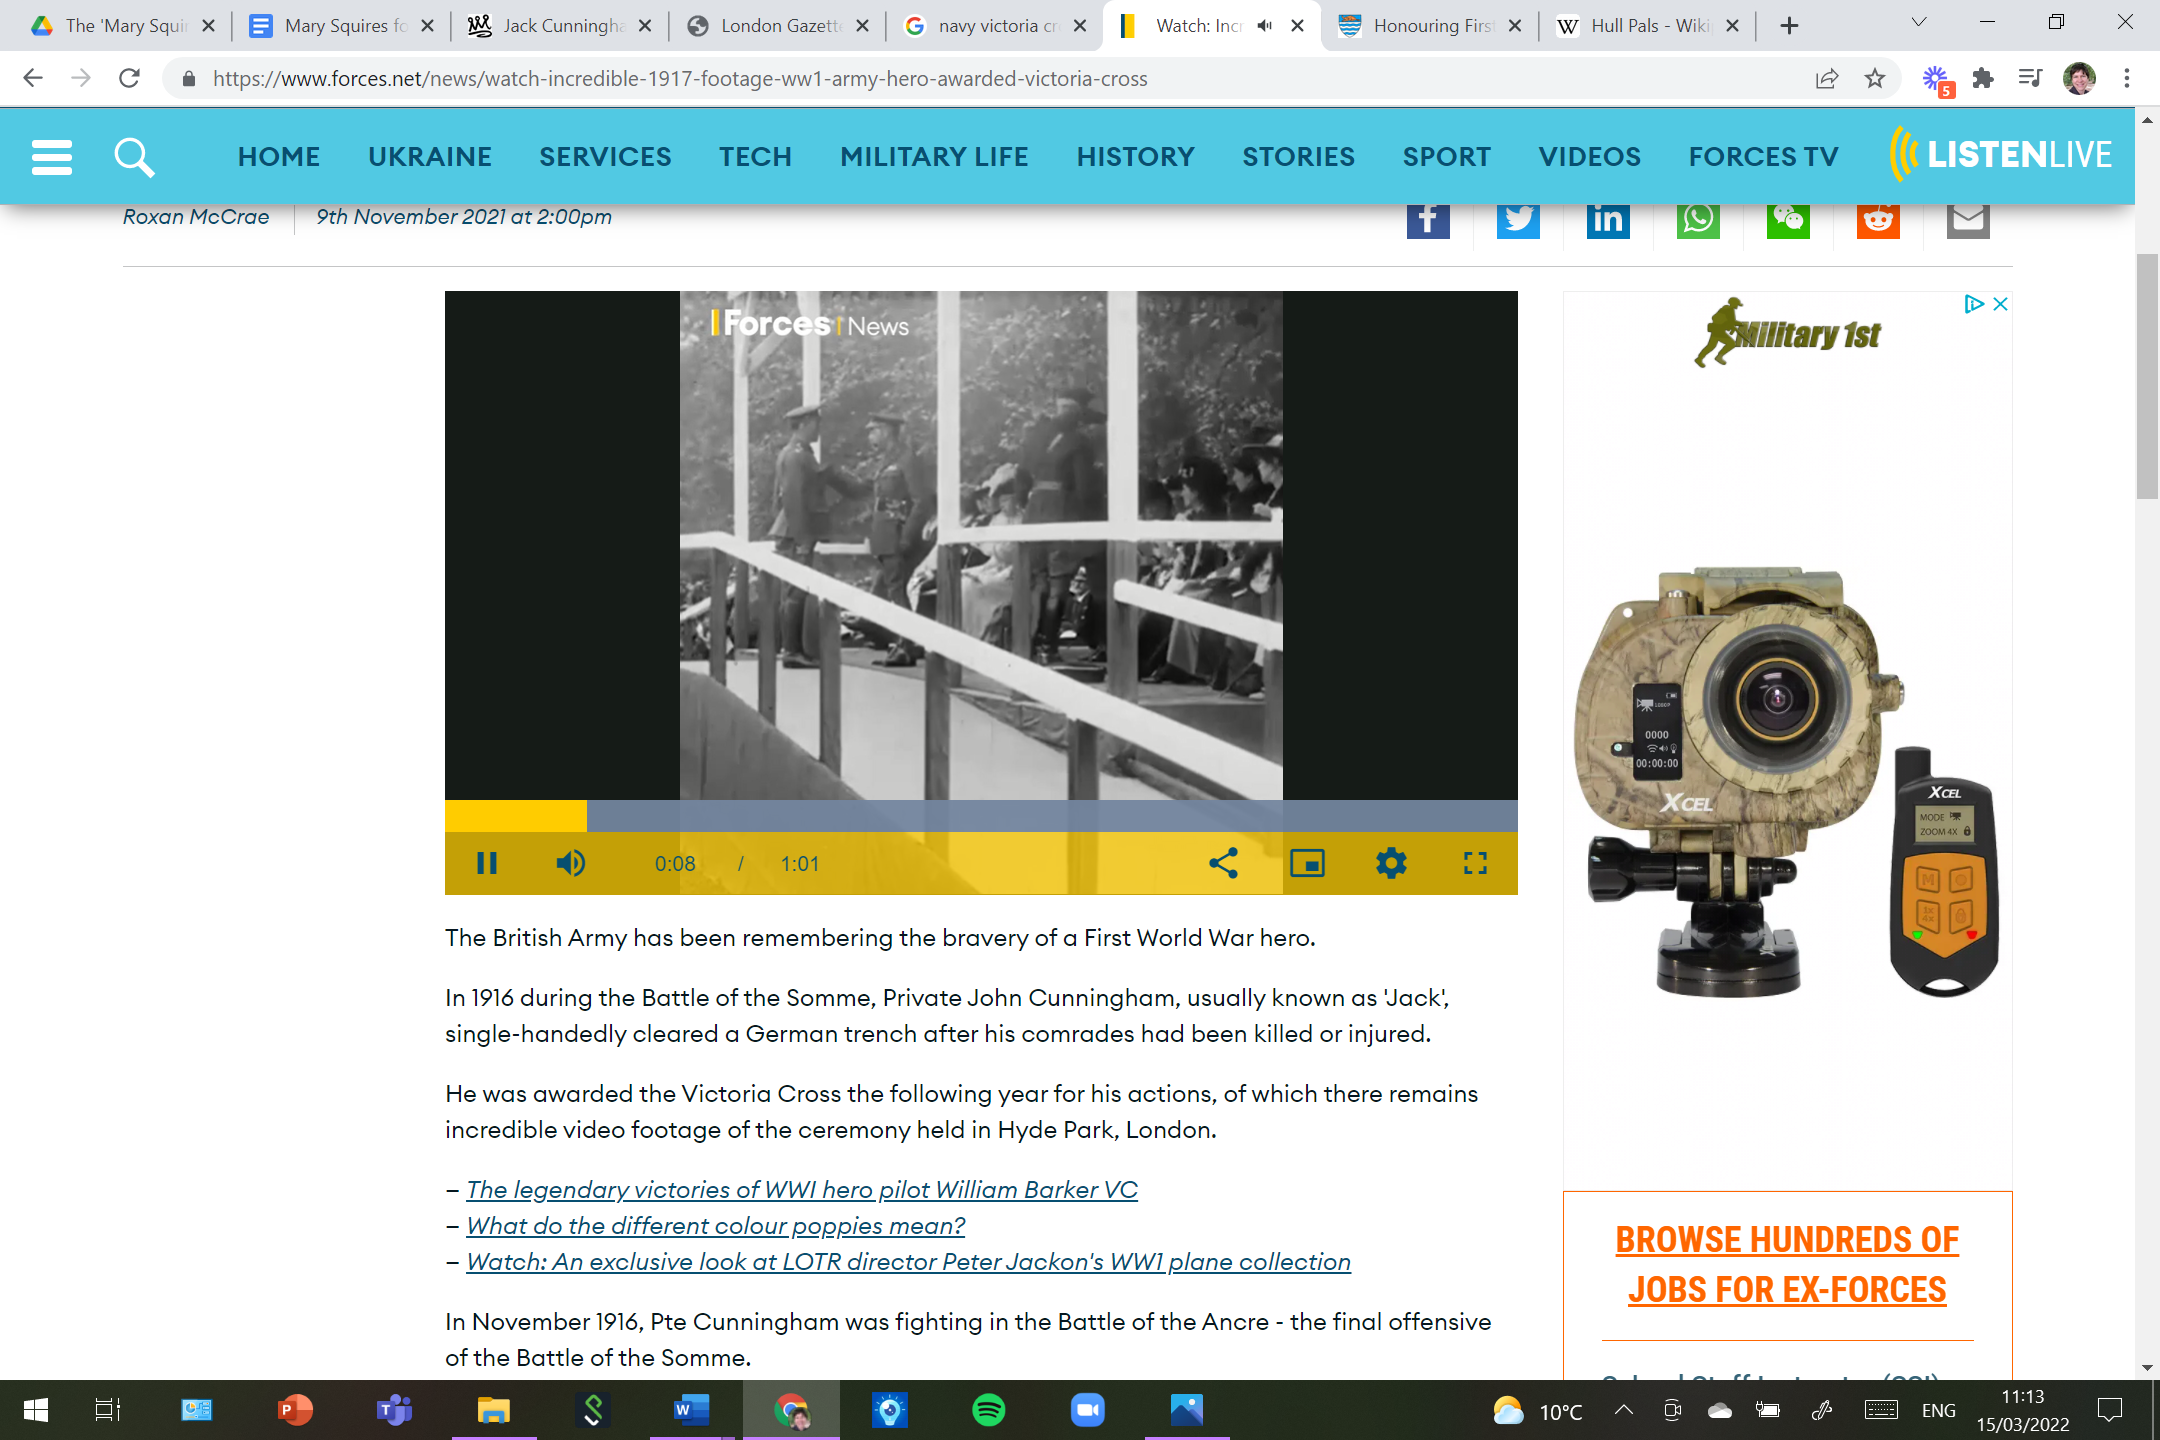 The 'Mary Squir
Mary Squires fo
Jack Cunningha
London Gazette
navy victoria cr
Watch: Incr
Honouring Firs
Hull Pals - Wiki
https://www.forces.net/news/watch-incredible-1917-footage-ww1-army-hero-awarded-victoria-cross
5
HOME UKRAINE SERVICES TECH MILITARY LIFE HISTORY STORIES SPORT VIDEOS FORCES TV LISTENLIVE
Roxan McCrae 9th November 2021 at 2:00pm
Forces News
0:08 / 1:01
Military 1st
1080P
0000
00:00:00
XCEL
XCEL
MODE
ZOOM 4X
M
The British Army has been remembering the bravery of a First World War hero.
In 1916 during the Battle of the Somme, Private John Cunningham, usually known as 'Jack',
single-handedly cleared a German trench after his comrades had been killed or injured.
He was awarded the Victoria Cross the following year for his actions, of which there remains
incredible video footage of the ceremony held in Hyde Park, London.
– The legendary victories of WWI hero pilot William Barker VC
– What do the different colour poppies mean?
– Watch: An exclusive look at LOTR director Peter Jackon's WW1 plane collection
In November 1916, Pte Cunningham was fighting in the Battle of the Ancre - the final offensive
of the Battle of the Somme.
BROWSE HUNDREDS OF
JOBS FOR EX-FORCES
10°C
ENG
11:13
15/03/2022